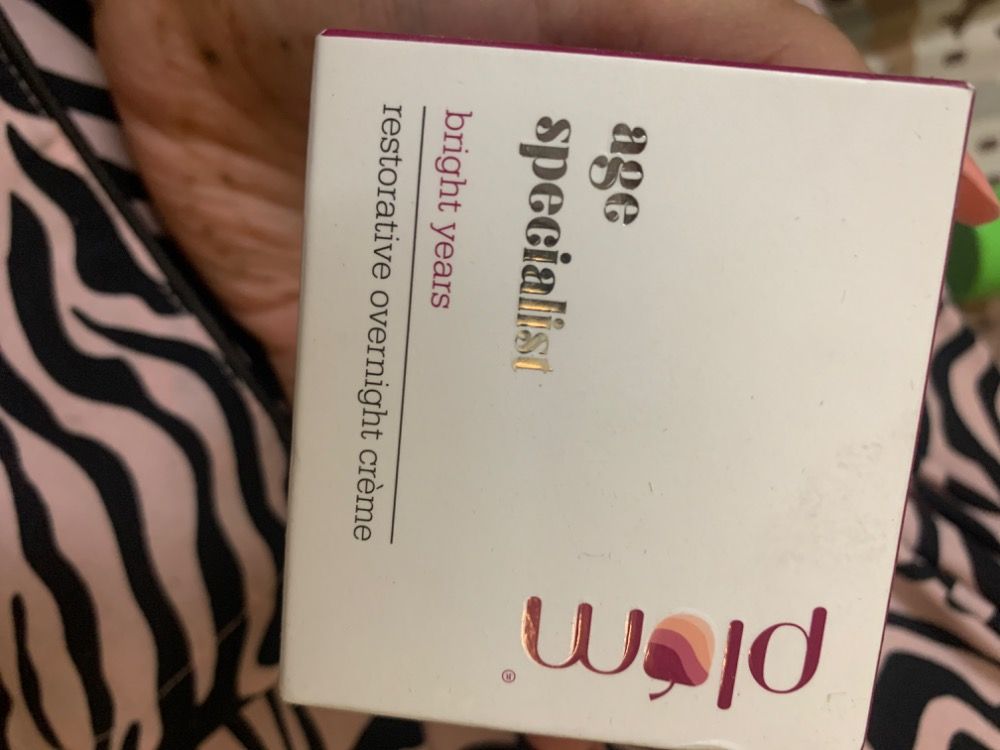 age
specialist
bright years
restorative overnight crème
plum®